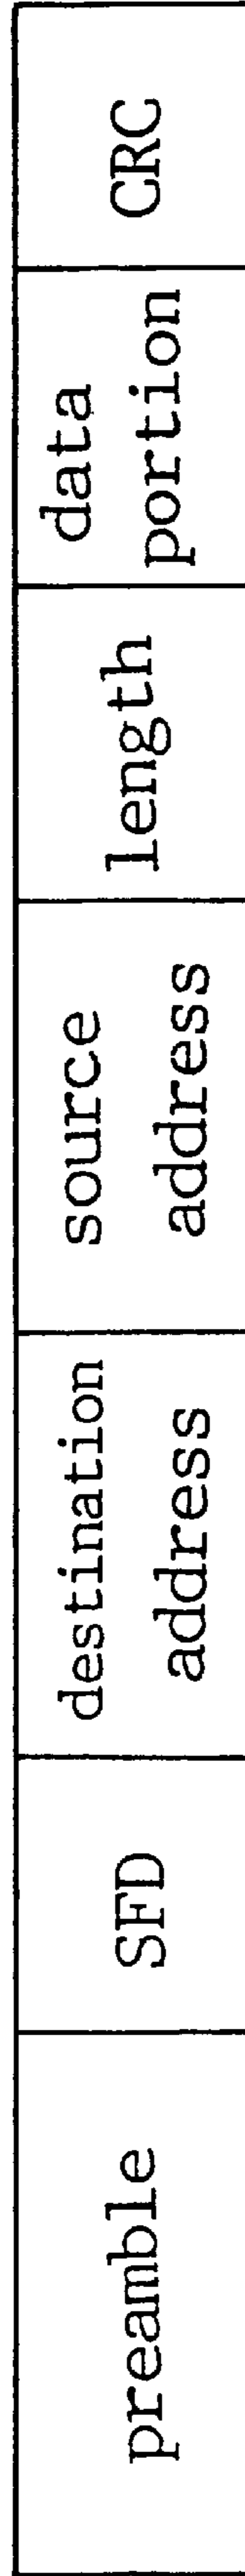 preamble
SFD
destination
address
source
address
length
data
portion
CRC